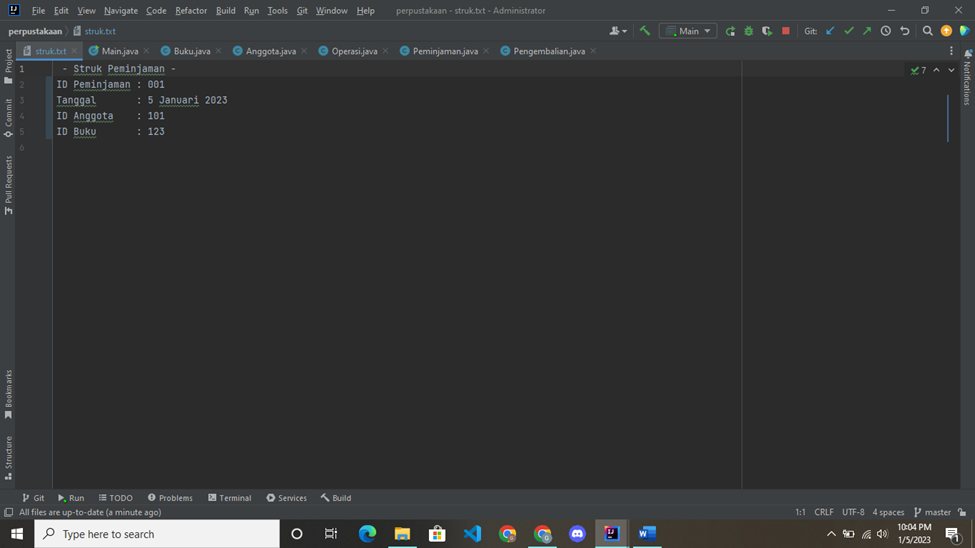 File Edit View Navigate Code Refactor Build Run Tools Git Window Help perpustakaan - struk.txt - Administrator
perpustakaan struk.txt Main Git:
struk.txt Main.java Buku.java Anggota.java Operasi.java Peminjaman.java Pengembalian.java
Project
Commit
Pull Requests
Bookmarks
Structure
Notifications
7
1 - Struk Peminjaman -
2 ID Peminjaman : 001
3 Tanggal : 5 Januari 2023
4 ID Anggota : 101
5 ID Buku : 123
6
Git Run TODO Problems Terminal Services Build
All files are up-to-date (a minute ago) 1:1 CRLF UTF-8 4 spaces master
Type here to search
10:04 PM
1/5/2023
1